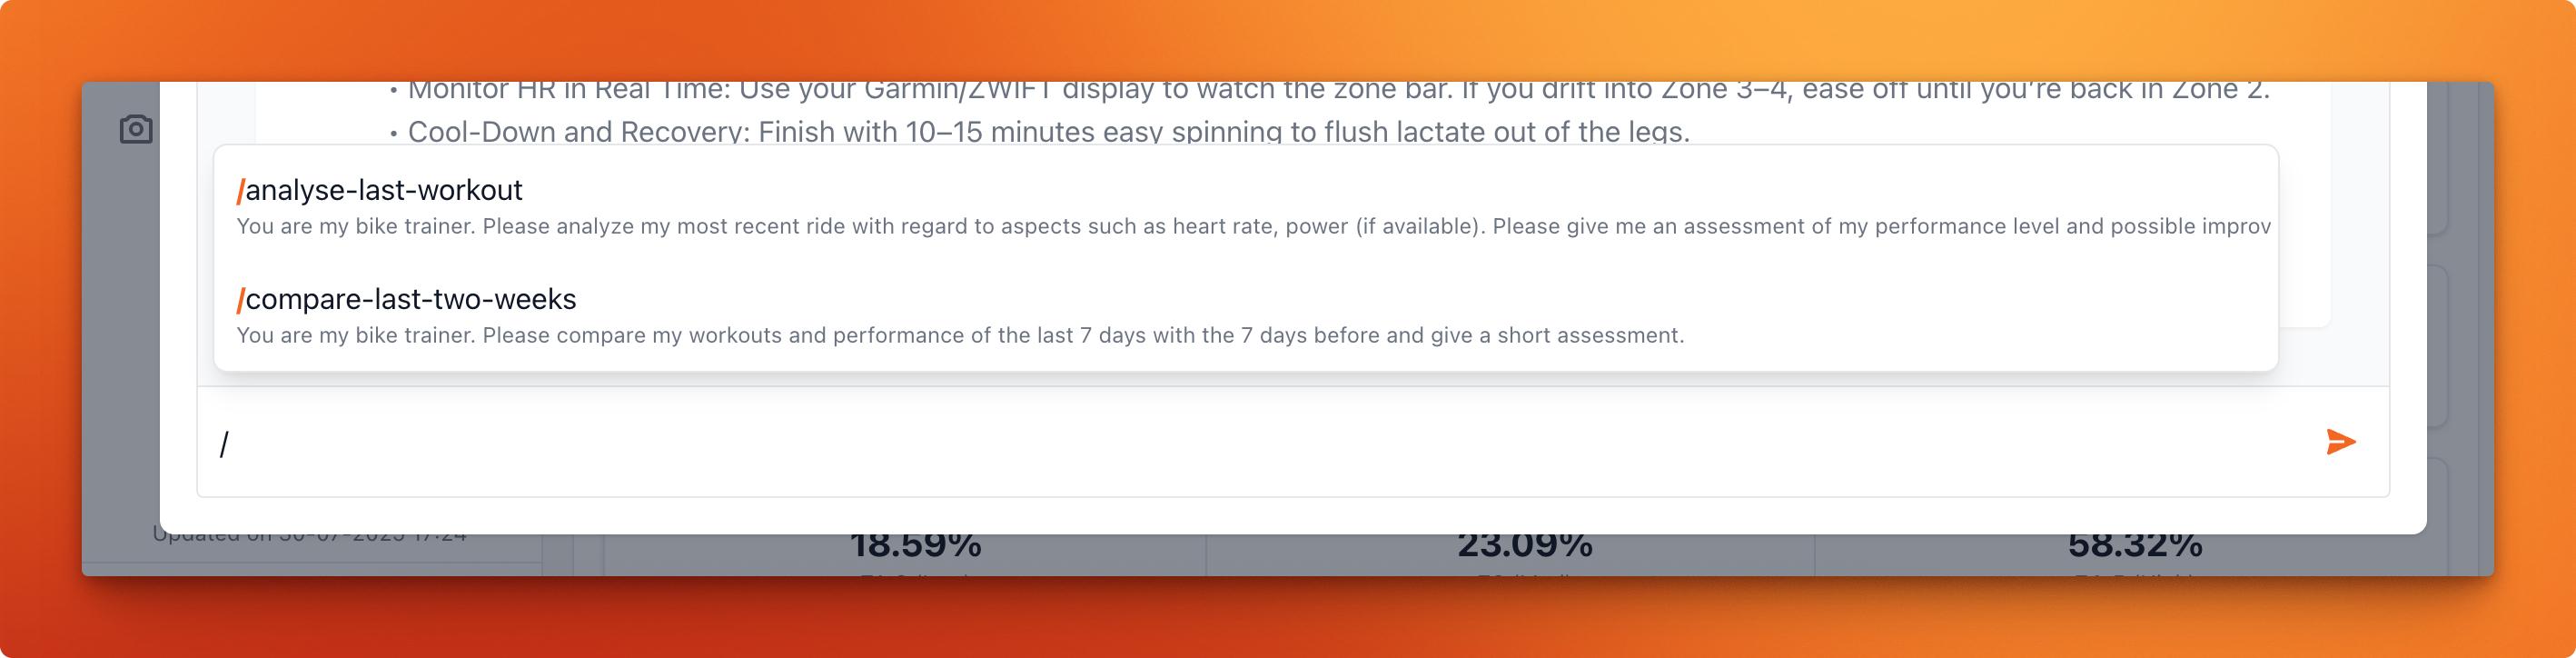 • Monitor HR in Real Time: Use your Garmin/ZWIFT display to watch the zone bar. If you drift into Zone 3–4, ease off until you’re back in Zone 2.
• Cool-Down and Recovery: Finish with 10–15 minutes easy spinning to flush lactate out of the legs.
/analyse-last-workout
You are my bike trainer. Please analyze my most recent ride with regard to aspects such as heart rate, power (if available). Please give me an assessment of my performance level and possible improv
/compare-last-two-weeks
You are my bike trainer. Please compare my workouts and performance of the last 7 days with the 7 days before and give a short assessment.
/
Updated on 30-07-2025 17:24
18.59% 23.09% 58.32%